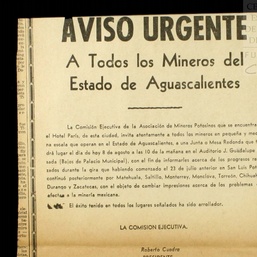 AVISO URGENTE
A Todos los Mineros del
Estado de Aguascalientes
La Comisión Ejecutiva de la Asociación de Mineros Potosinos que se encuentra
el Hotel París, de esta ciudad, invita atentamente a todos los mineros en pequeña y med
na escala que operan en el Estado de Aguascalientes, a una Junta o Mesa Redonda que t
drá lugar el día de hoy 8 de agosto a las 10 de la mañana en el Auditorio J. Guadalupe
sada (Bajos de Palacio Municipal), con el fin de informarles acerca de los progresos re
sados durante la gira que habiendo comenzado el 23 de julio anterior en San Luis Pot
continuó posteriormente por Matehuala, Saltillo, Monterrey, Monclova, Torreón, Chihuah
Durango y Zacatecas, con el objeto de cambiar impresiones acerca de los problemas
afectan a la minería mexicana.
El éxito tenido en todos los lugares señalados ha sido arrollador.
LA COMISION EJECUTIVA.
Roberto Cuadra
PRESIDENTE